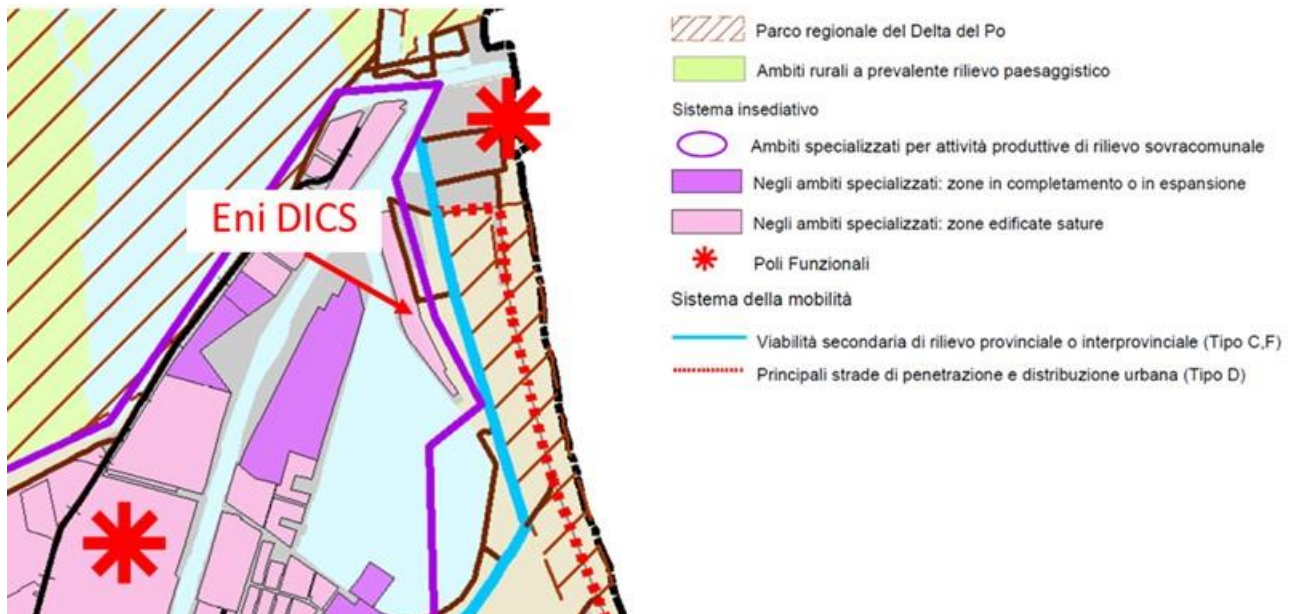 Eni DICS
Parco regionale del Delta del Po
Ambiti rurali a prevalente rilievo paesaggistico
Sistema insediativo
Ambiti specializzati per attività produttive di rilievo sovracomunale
Negli ambiti specializzati: zone in completamento o in espansione
Negli ambiti specializzati: zone edificate sature
Poli Funzionali
Sistema della mobilità
Viabilità secondaria di rilievo provinciale o interprovinciale (Tipo C,F)
Principali strade di penetrazione e distribuzione urbana (Tipo D)